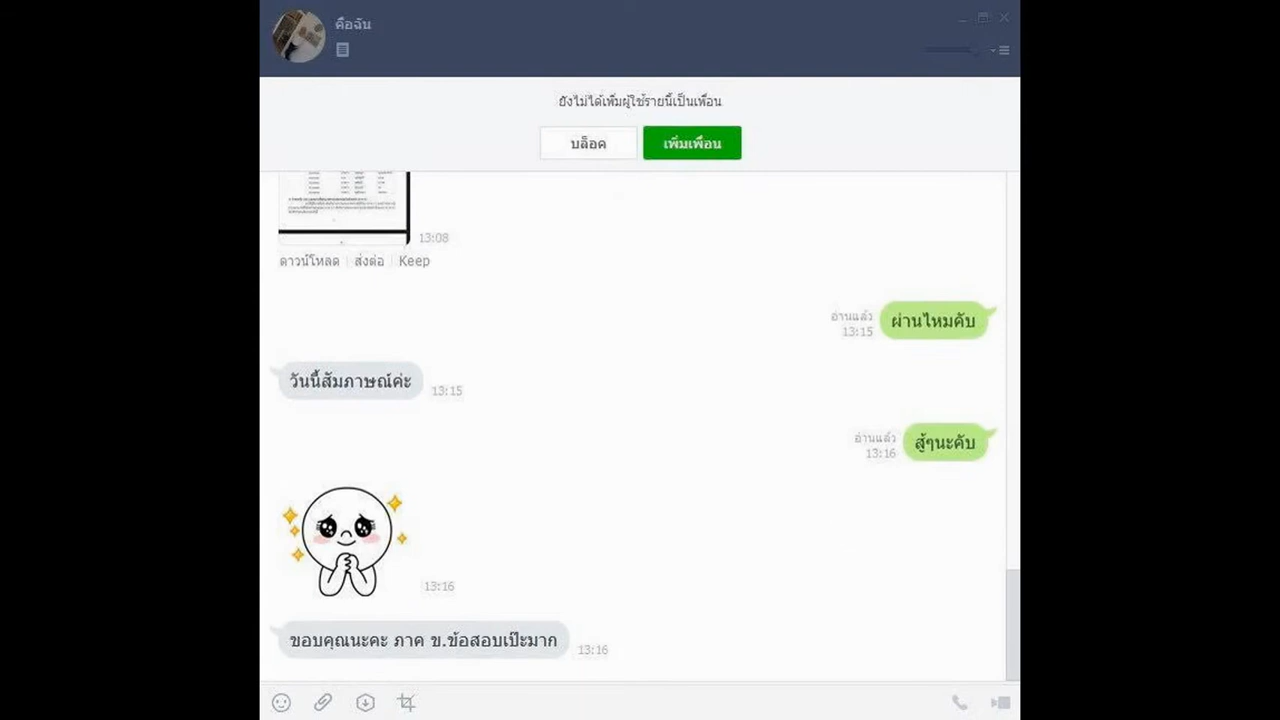 คือฉัน
ยังไม่ได้เพิ่มผู้ใช้รายนี้เป็นเพื่อน
บล็อค
เพิ่มเพื่อน
13:08
ดาวน์โหลด | ส่งต่อ | Keep
อ่านแล้ว
13:15
ผ่านไหมคับ
วันนี้สัมภาษณ์ค่ะ
13:15
อ่านแล้ว
13:16
สู้ๆนะคับ
13:16
ขอบคุณนะคะ ภาค ข.ข้อสอบเป๊ะมาก
13:16